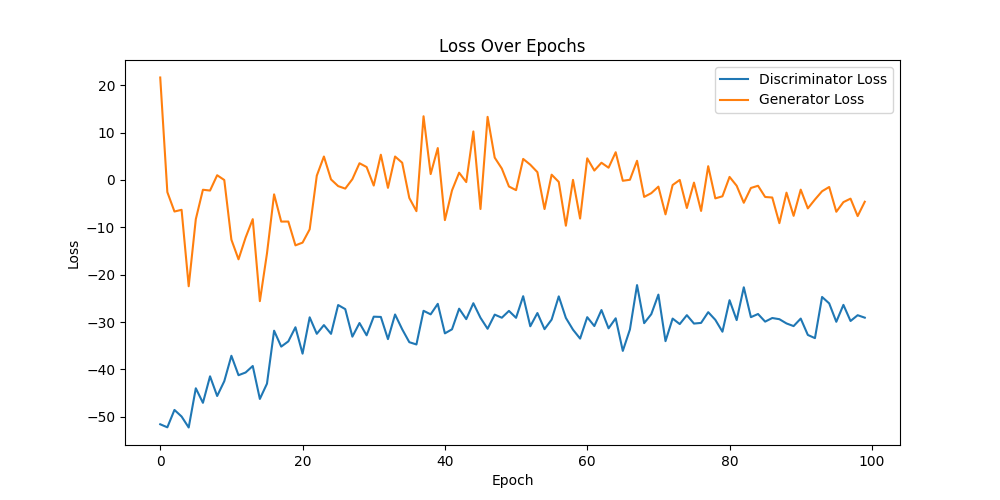 Loss Over Epochs
Discriminator Loss
Generator Loss
20
10
0
−10
−20
−30
−40
−50
Loss
0 20 40 60 80 100
Epoch